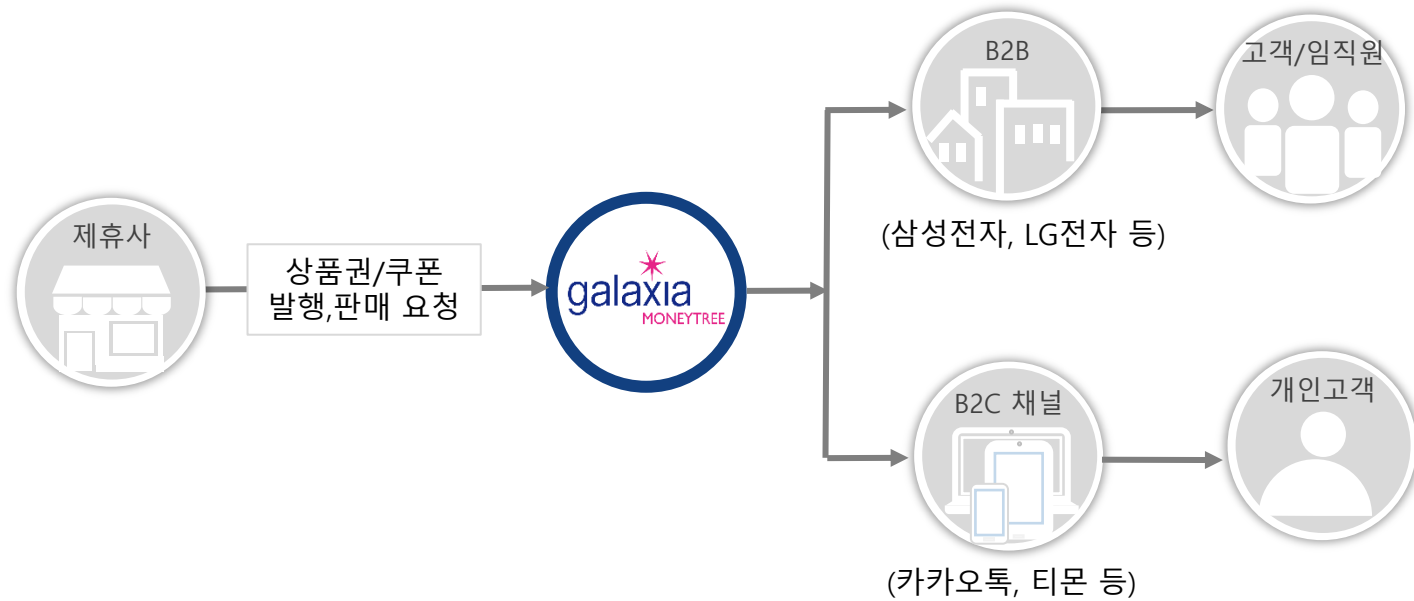 제휴사
상품권/쿠폰
발행,판매 요청
galaxia
MONEYTREE
B2B
(삼성전자, LG전자 등)
고객/임직원
B2C 채널
(카카오톡, 티몬 등)
개인고객